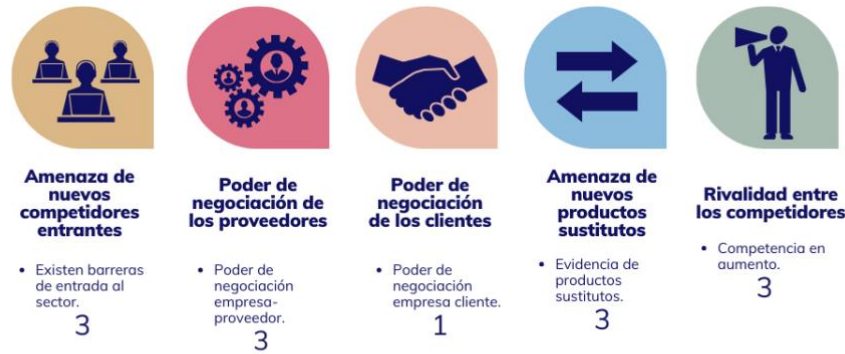 Amenaza de
nuevos
competidores
entrantes
• Existen barreras
de entrada al
sector.
3
Poder de
negociación de
los proveedores
• Poder de
negociación
empresa-
proveedor.
3
Poder de
negociación
de los clientes
• Poder de
negociación
empresa cliente.
1
Amenaza de
nuevos
productos
sustitutos
• Evidencia de
productos
sustitutos.
3
Rivalidad entre
los competidores
• Competencia en
aumento.
3